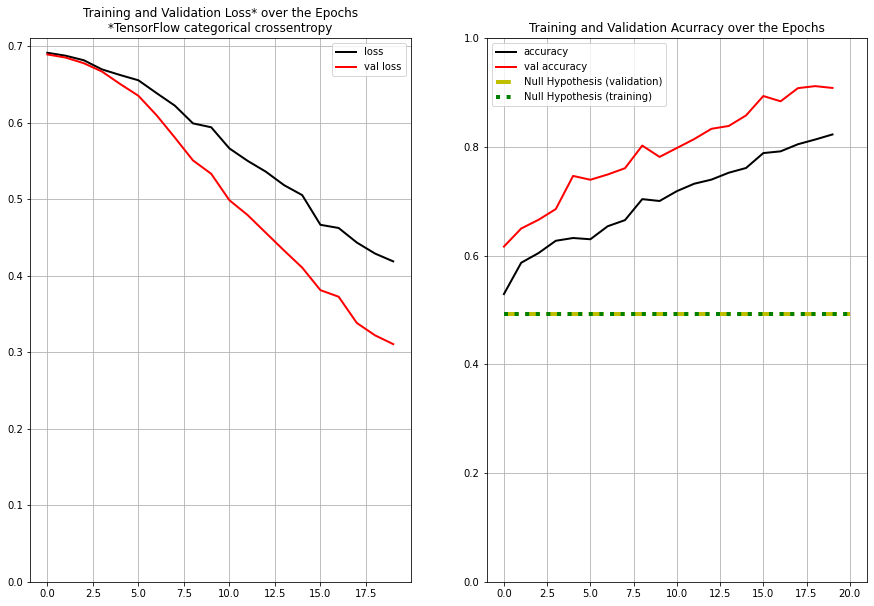 Training and Validation Loss* over the Epochs
*TensorFlow categorical crossentropy
0.7
0.6
0.5
0.4
0.3
0.2
0.1
0.0
0.0 2.5 5.0 7.5 10.0 12.5 15.0 17.5
loss
val loss
Training and Validation Acurracy over the Epochs
1.0
0.8
0.6
0.4
0.2
0.0
0.0 2.5 5.0 7.5 10.0 12.5 15.0 17.5 20.0
accuracy
val accuracy
Null Hypothesis (validation)
Null Hypothesis (training)